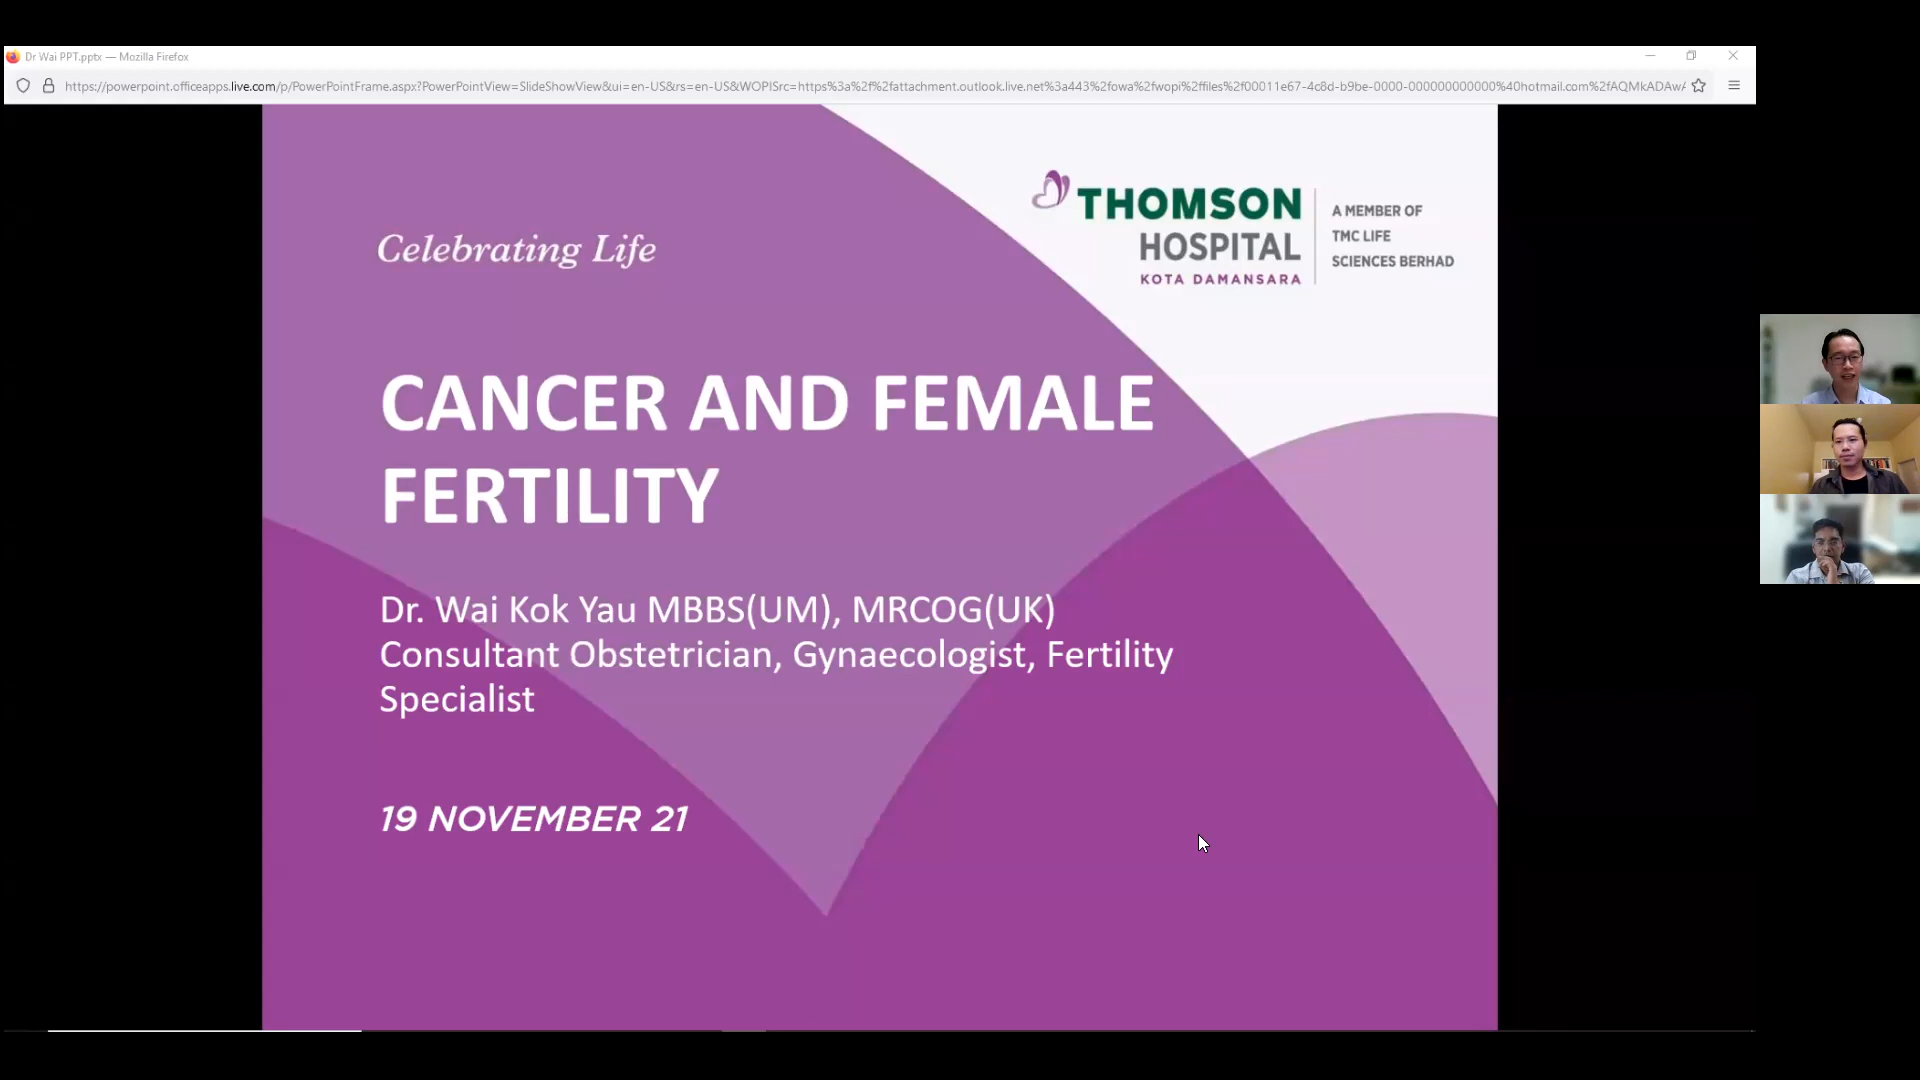 Dr Wai PPT.pptx — Mozilla Firefox
https://powerpoint.officeapps.live.com/p/PowerPointFrame.aspx?PowerPointView=SlideShowView&ui=en-US&rs=en-US&WOPISrc=https%3a%2f%2fattachment.outlook.live.net%3a443%2fowa%2fwopi%2ffiles%2f00011e67-4c8d-b9be-0000-000000000000%40hotmail.com%2fAQMkADAwA
Celebrating Life
THOMSON
HOSPITAL
KOTA DAMANSARA
A MEMBER OF
TMC LIFE
SCIENCES BERHAD
CANCER AND FEMALE
FERTILITY
Dr. Wai Kok Yau MBBS(UM), MRCOG(UK)
Consultant Obstetrician, Gynaecologist, Fertility
Specialist
19 NOVEMBER 21